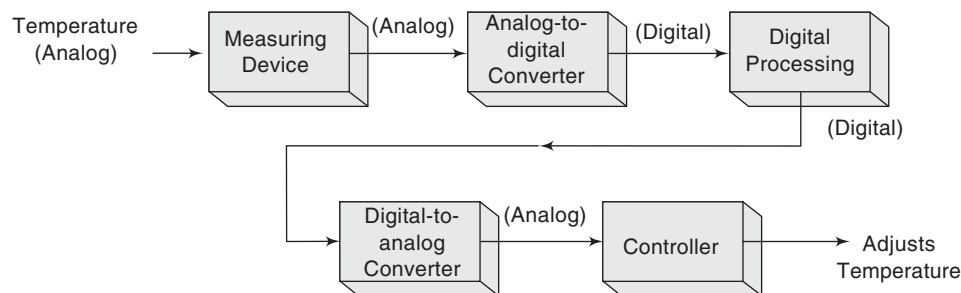 Temperature
(Analog)
Measuring
Device
(Analog)
Analog-to-
digital
Converter
(Digital)
Digital
Processing
(Digital)
Digital-to-
analog
Converter
(Analog)
Controller
Adjusts
Temperature